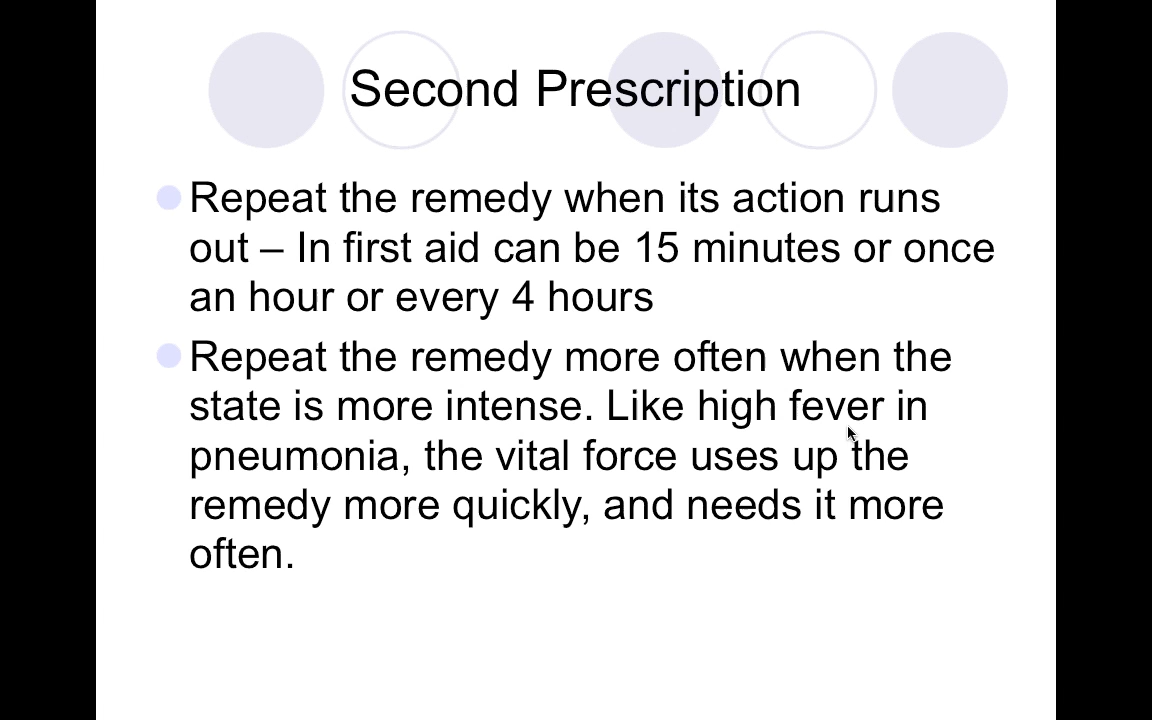 Second Prescription
Repeat the remedy when its action runs
out – In first aid can be 15 minutes or once
an hour or every 4 hours
Repeat the remedy more often when the
state is more intense. Like high fever in
pneumonia, the vital force uses up the
remedy more quickly, and needs it more
often.